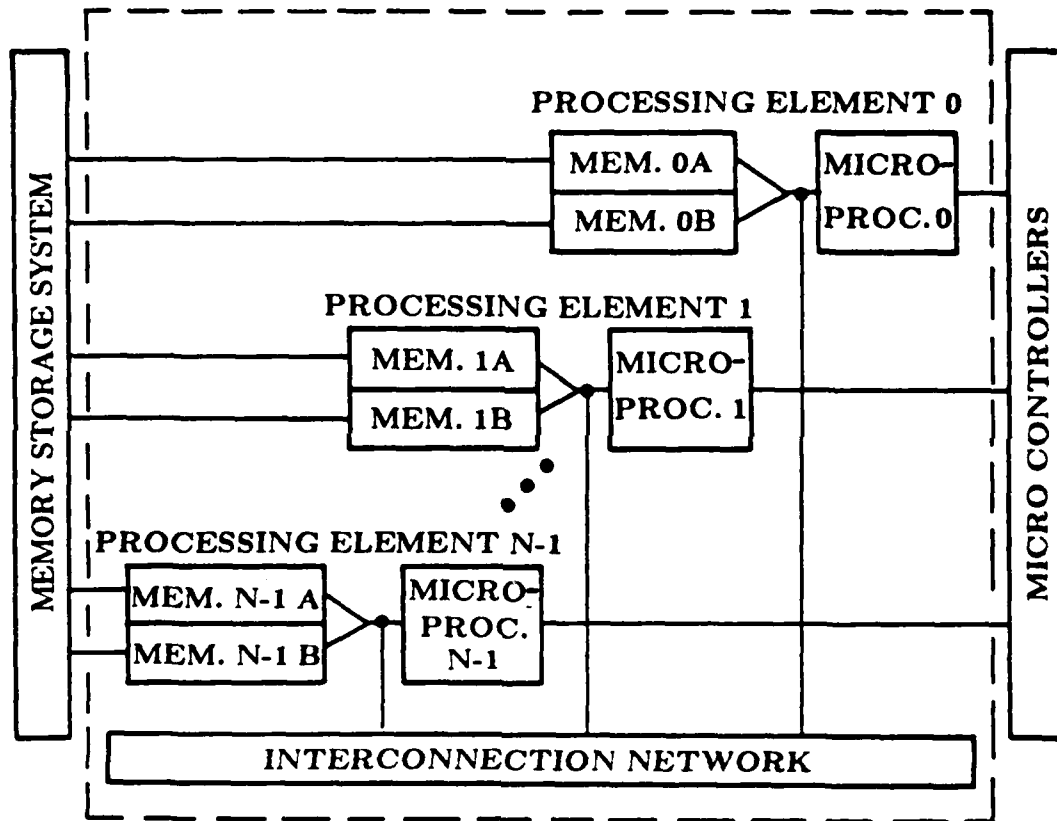 PROCESSING ELEMENT 0
MEM. 0A
MEM. 0B
MICRO-
PROC. 0
PROCESSING ELEMENT 1
MEM. 1A
MEM. 1B
MICRO-
PROC. 1
PROCESSING ELEMENT N-1
MEM. N-1 A
MEM. N-1 B
MICRO-
PROC.
N-1
INTERCONNECTION NETWORK
MEMORY STORAGE SYSTEM
MICRO CONTROLLERS